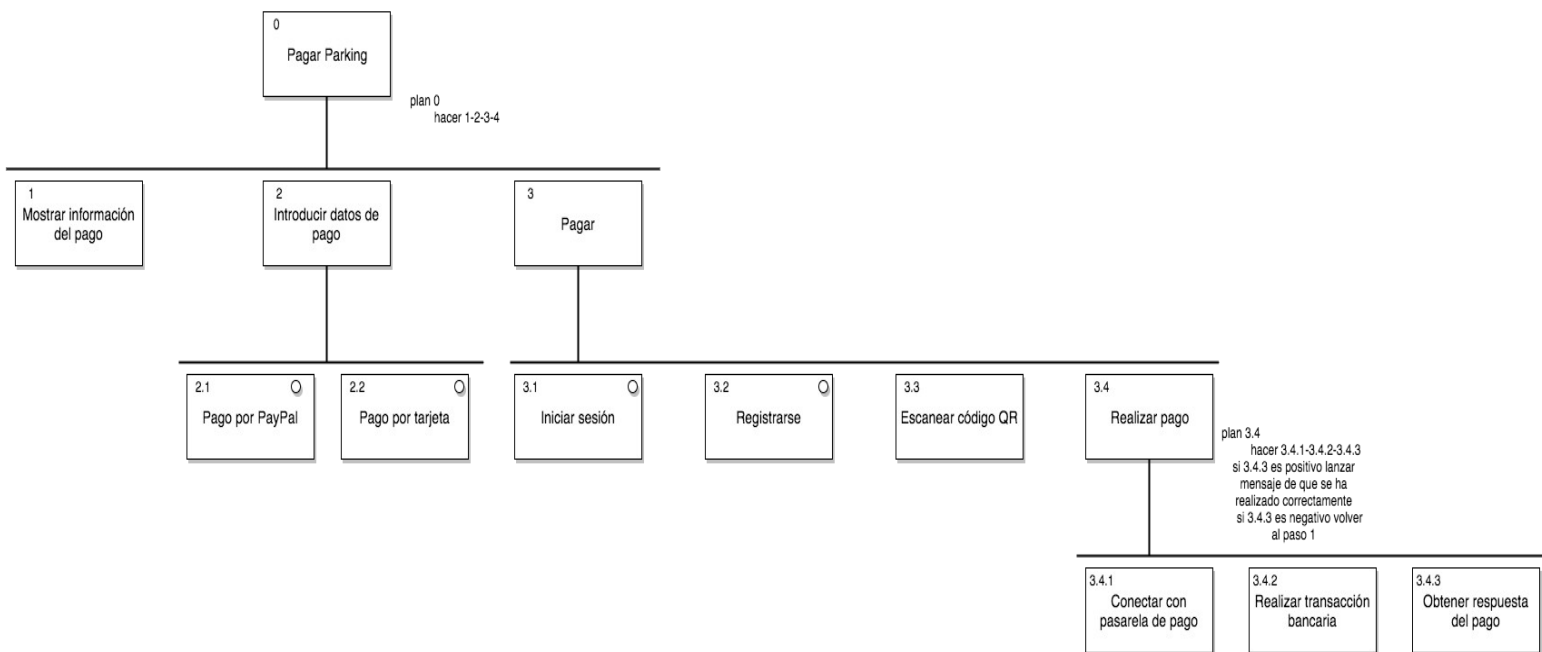 0
Pagar Parking
plan 0
hacer 1-2-3-4
1
Mostrar información
del pago
2
Introducir datos de
pago
3
Pagar
2.1
Pago por PayPal
2.2
Pago por tarjeta
3.1
Iniciar sesión
3.2
Registrarse
3.3
Escanear código QR
3.4
Realizar pago
plan 3.4
hacer 3.4.1-3.4.2-3.4.3
si 3.4.3 es positivo lanzar
mensaje de que se ha
realizado correctamente
si 3.4.3 es negativo volver
al paso 1
3.4.1
Conectar con
pasarela de pago
3.4.2
Realizar transacción
bancaria
3.4.3
Obtener respuesta
del pago